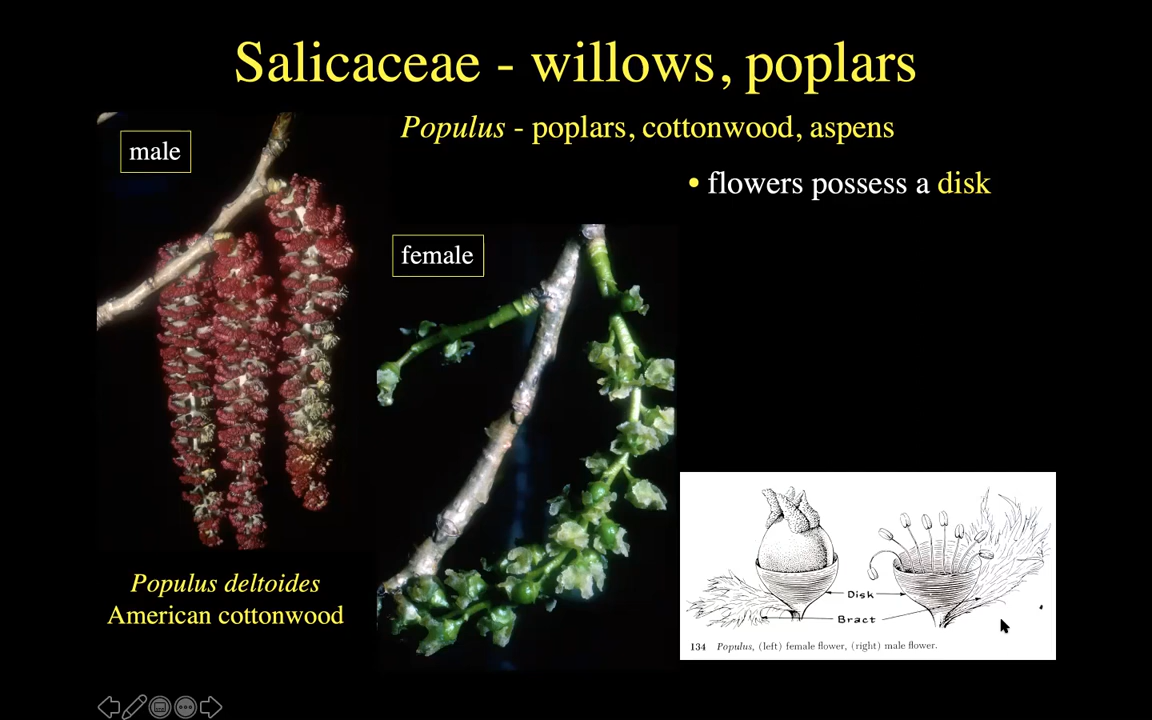 Salicaceae - willows, poplars
Populus - poplars, cottonwood, aspens
male
• flowers possess a disk
female
Disk
Bract
Populus deltoides
American cottonwood
134 Populus, (left) female flower, (right) male flower.